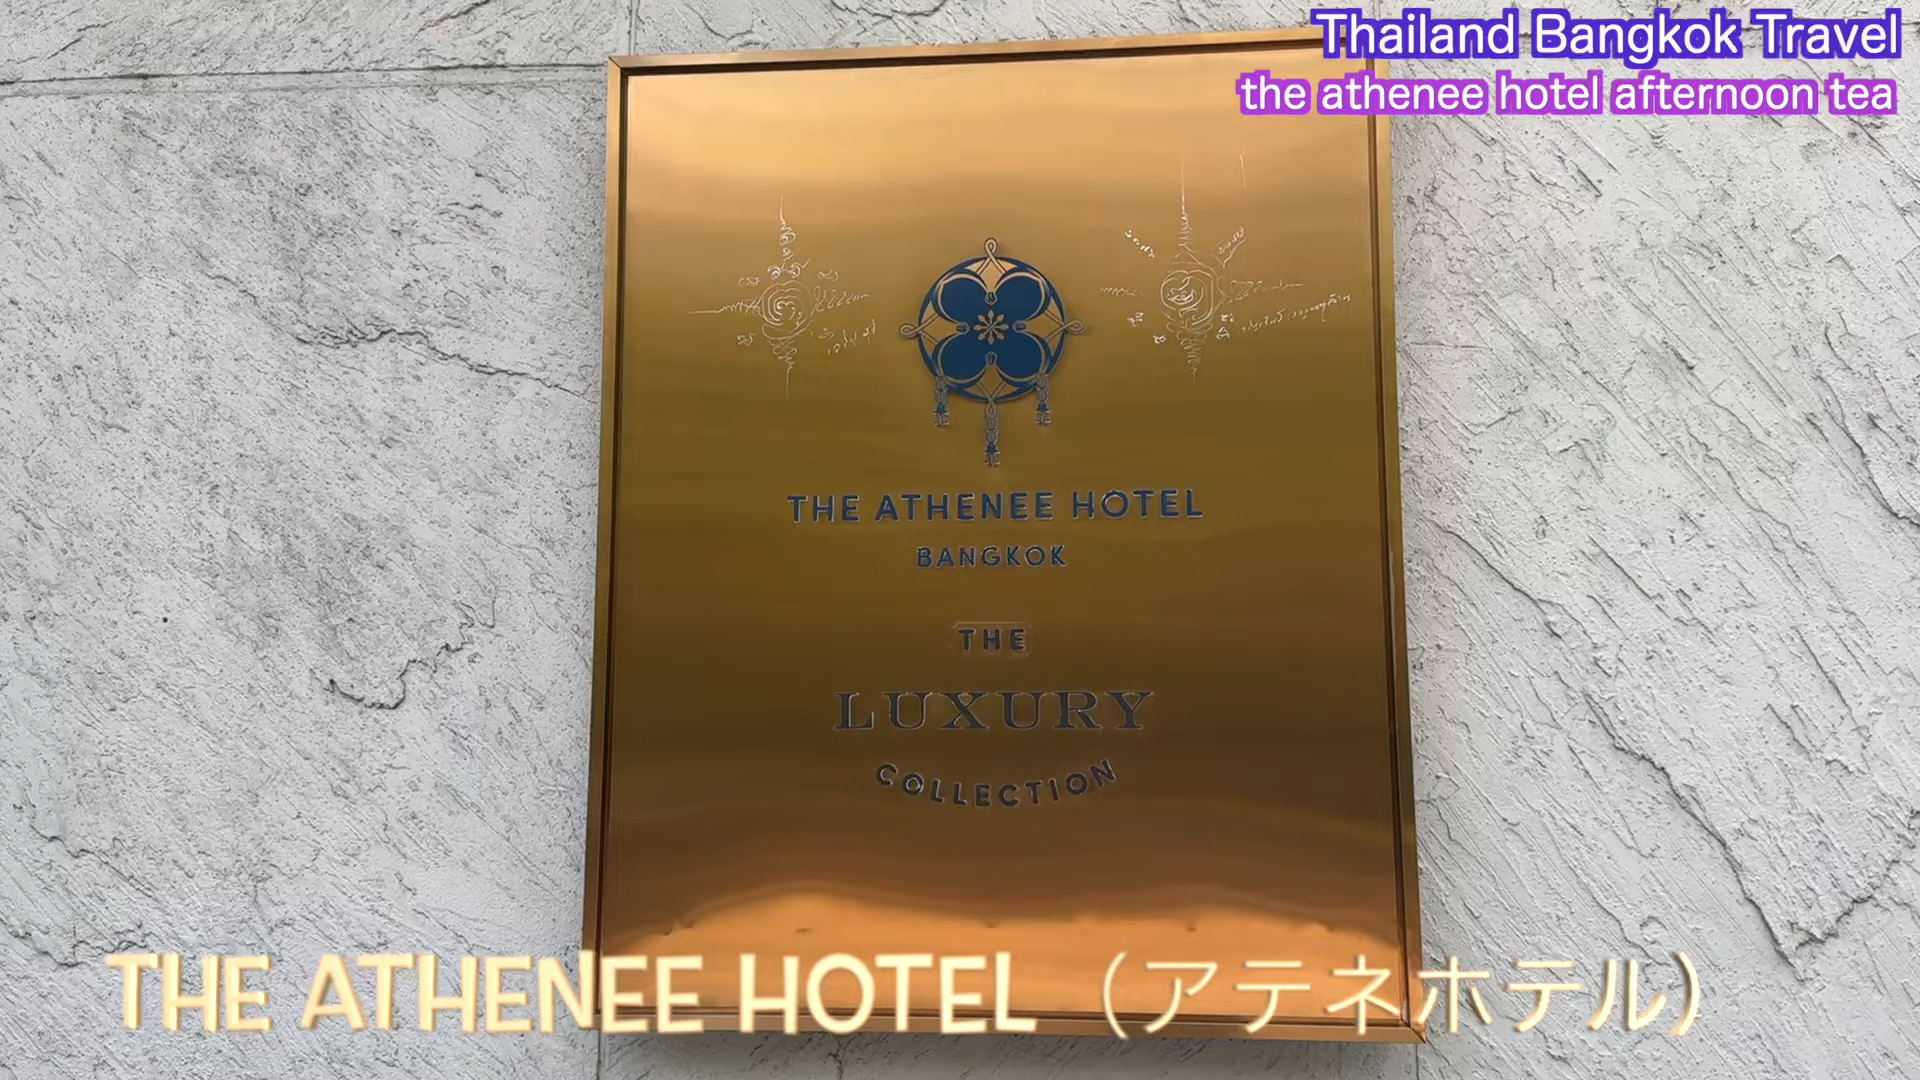 Thailand Bangkok Travel
the athenee hotel afternoon tea
THE ATHENEE HOTEL
BANGKOK
THE
LUXURY
COLLECTION
THE ATHENEE HOTEL（アテネホテル）